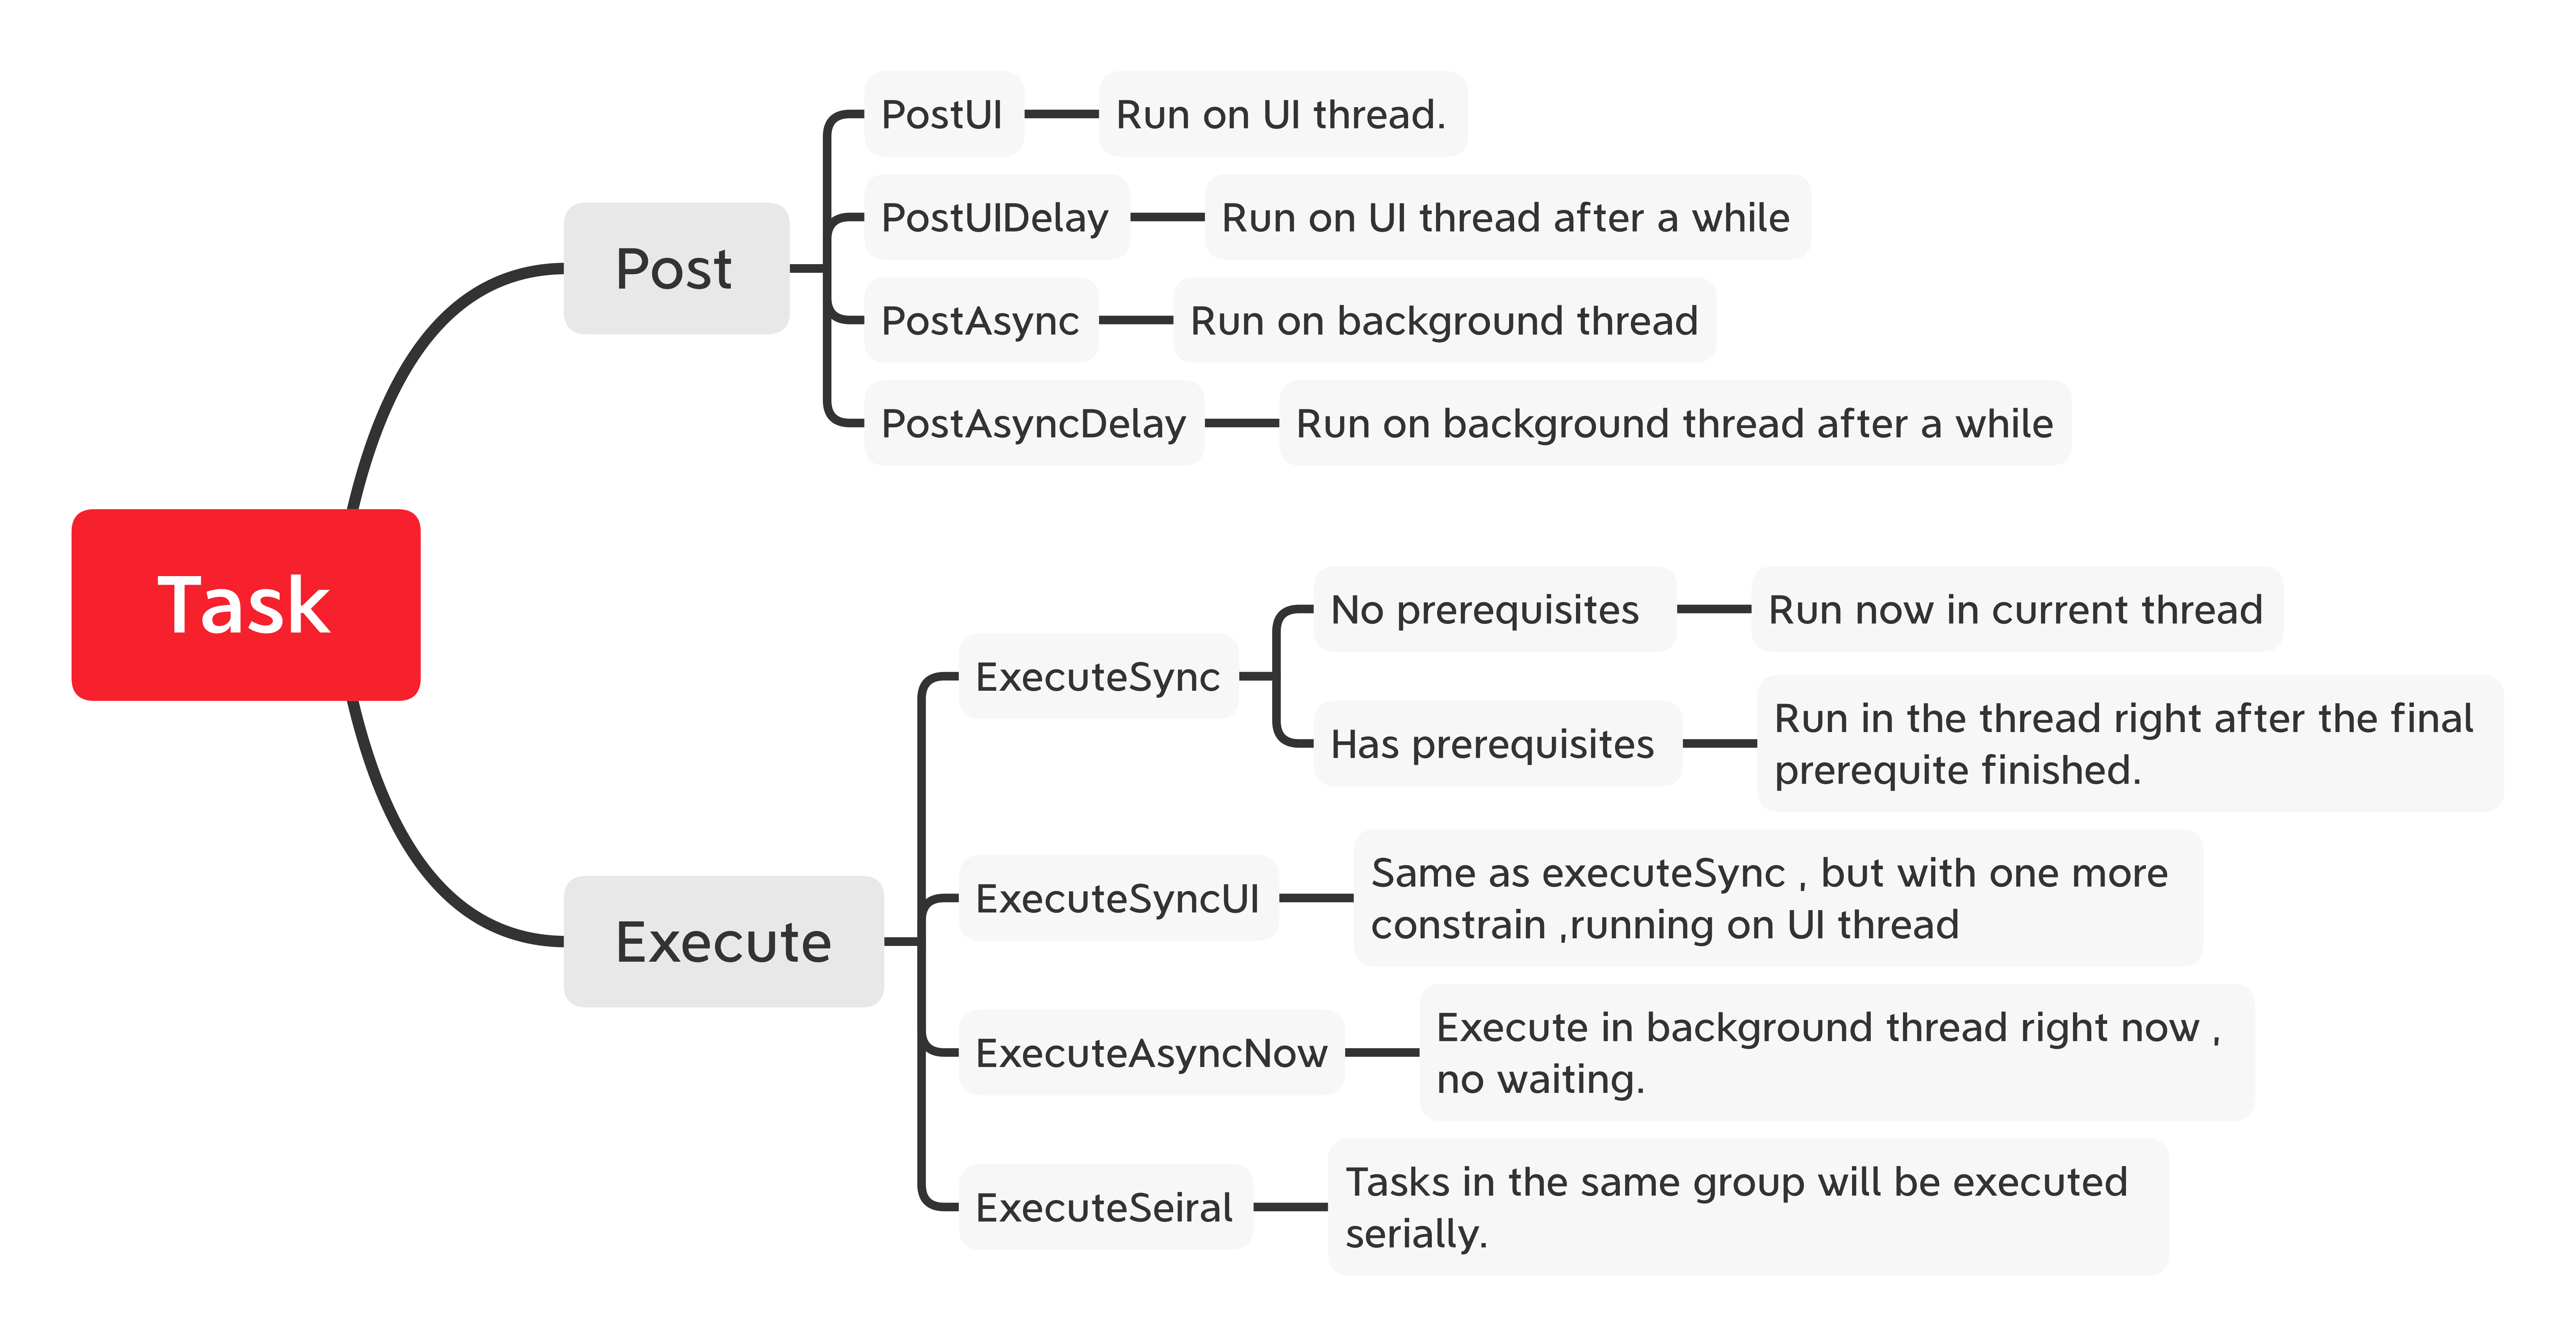 Task
Post
PostUI
Run on UI thread.
PostUIDelay
Run on UI thread after a while
PostAsync
Run on background thread
PostAsyncDelay
Run on background thread after a while
Execute
ExecuteSync
No prerequisites
Run now in current thread
Has prerequisites
Run in the thread right after the final
prerequite finished.
ExecuteSyncUI
Same as executeSync , but with one more
constrain ,running on UI thread
ExecuteAsyncNow
Execute in background thread right now ,
no waiting.
ExecuteSeiral
Tasks in the same group will be executed
serially.